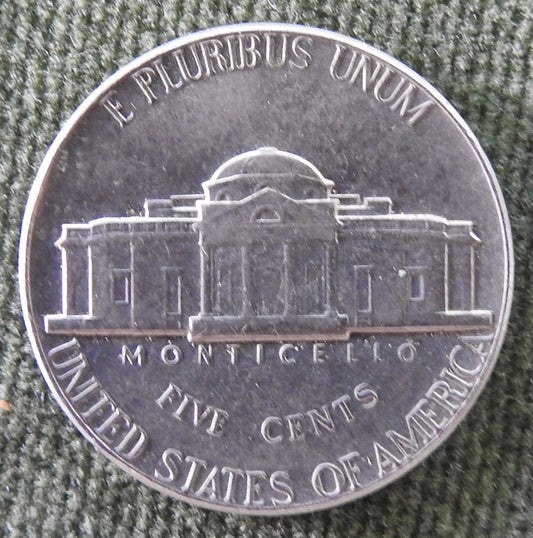 E PLURIBUS UNUM
MONTICELLO
FIVE CENTS
UNITED STATES OF AMERICA